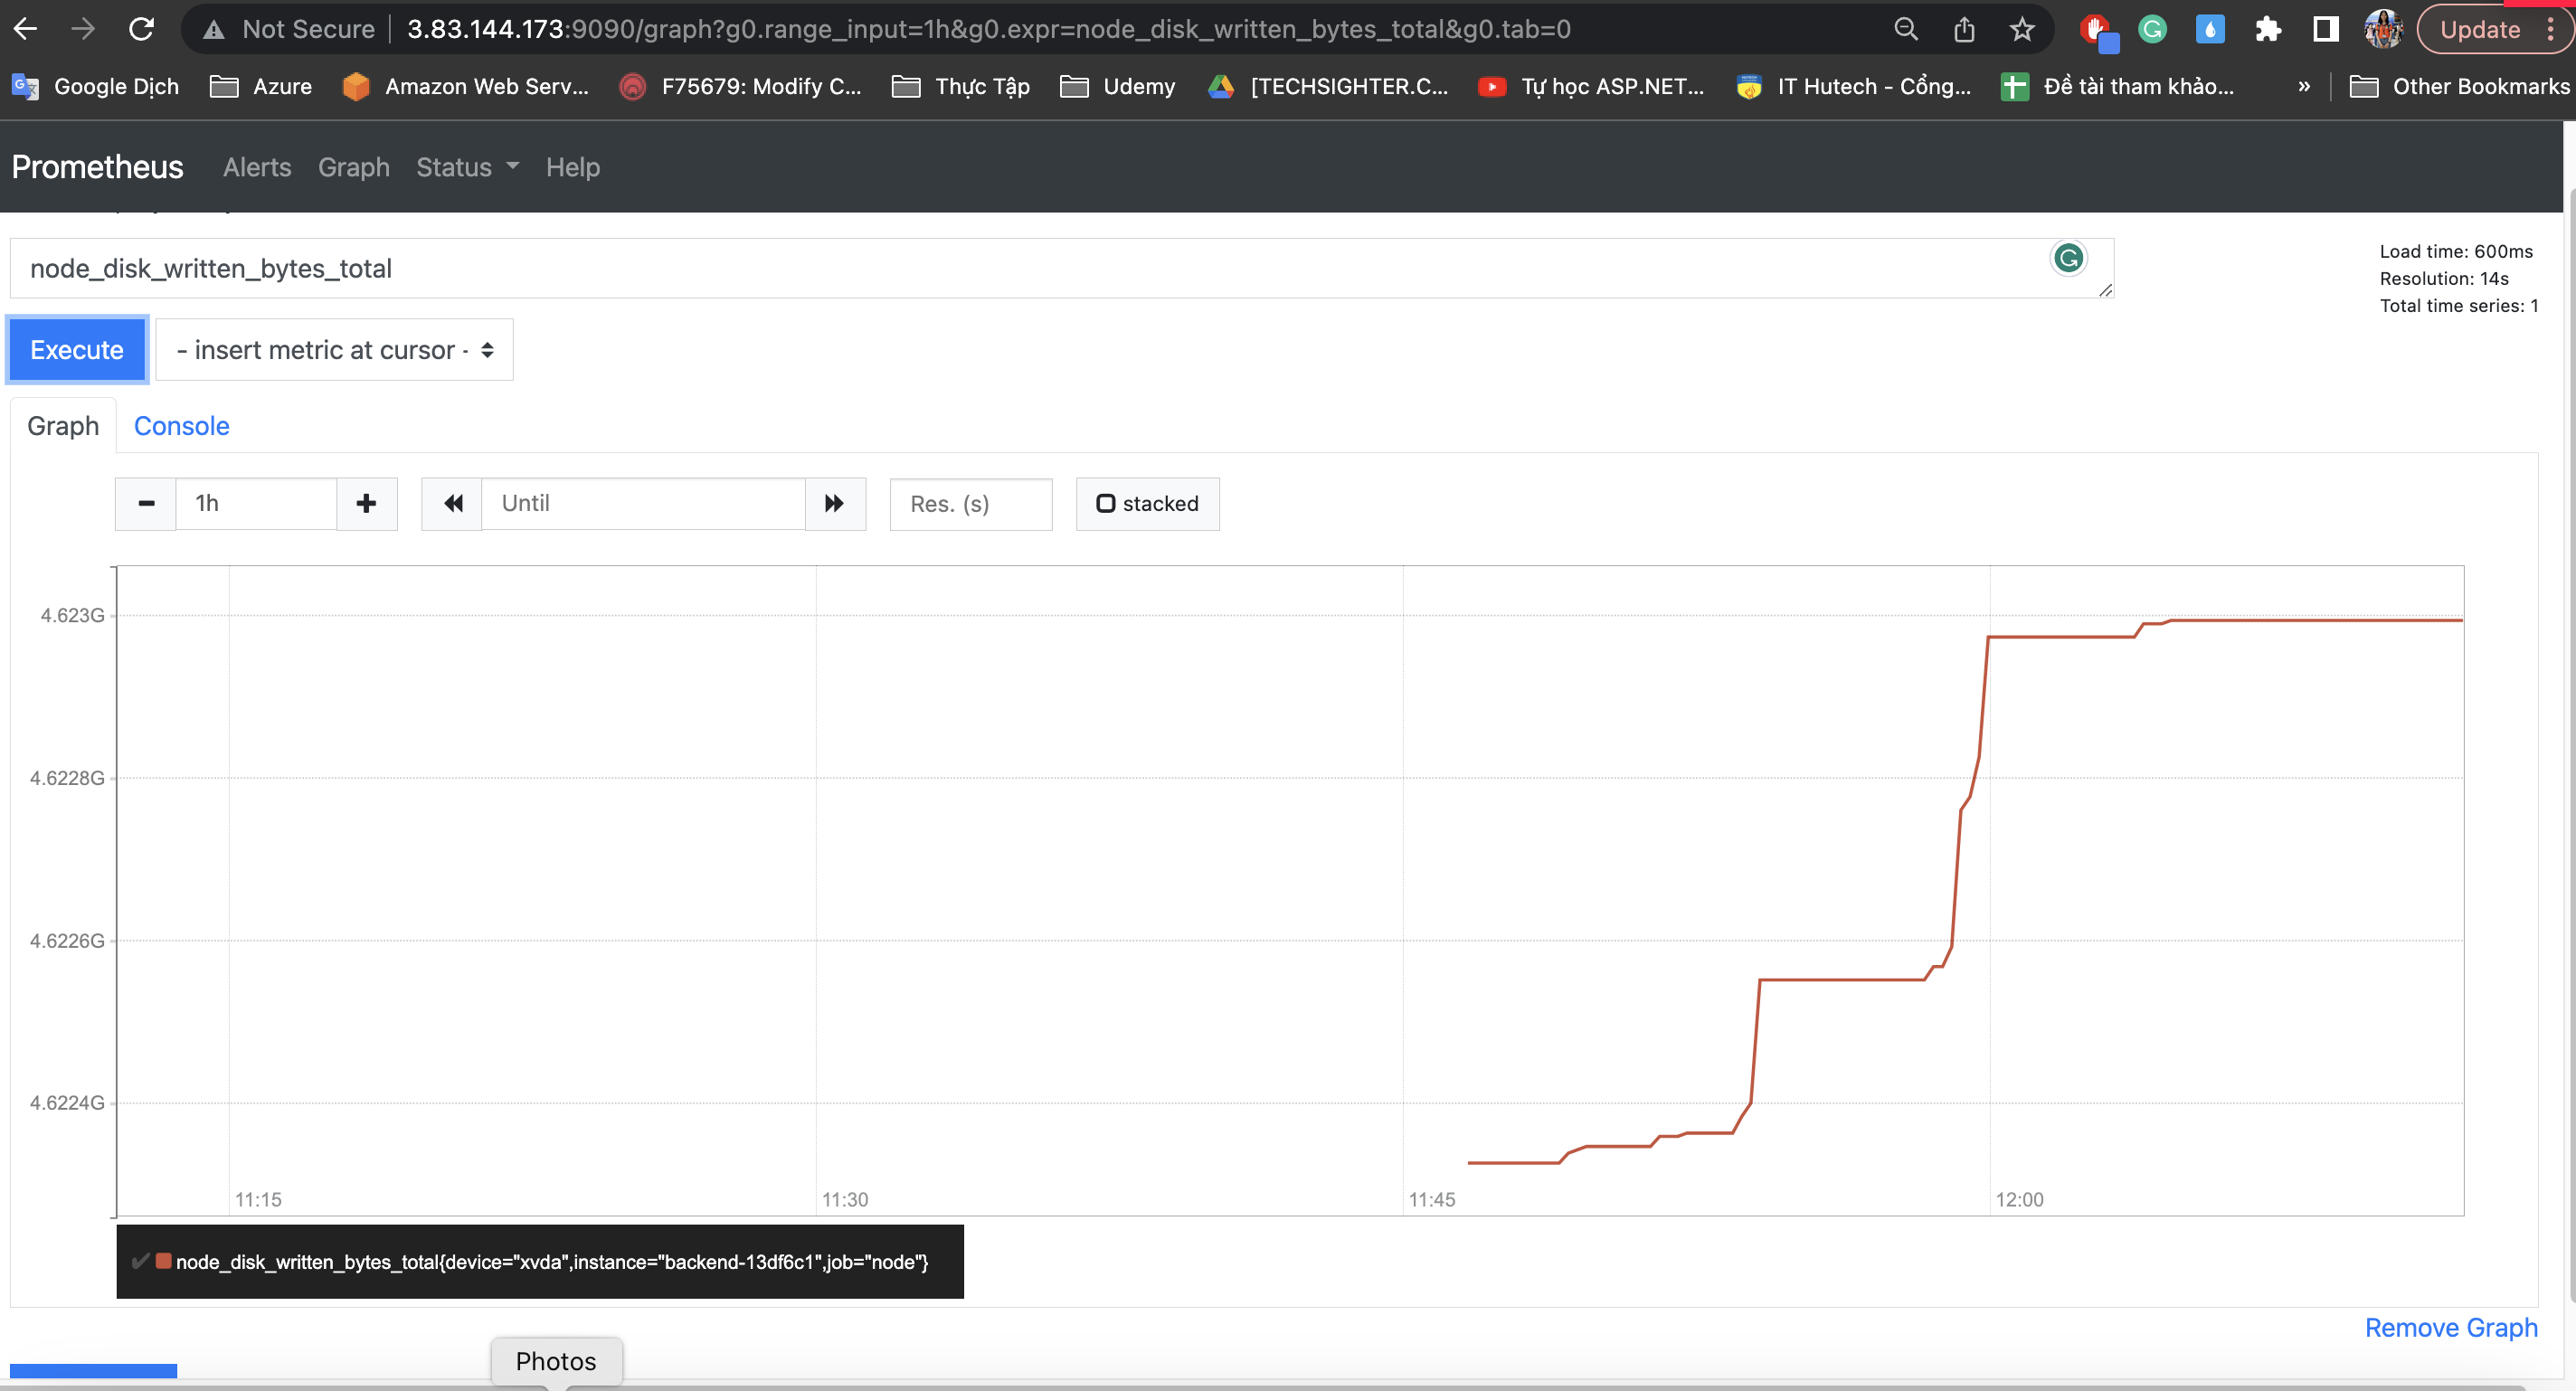 Not Secure 3.83.144.173:9090/graph?g0.range_input=1h&g0.expr=node_disk_written_bytes_total&g0.tab=0 Update
Google Dịch Azure Amazon Web Serv... F75679: Modify C... Thực Tập Udemy [TECHSIGHTER.C... Tự học ASP.NET... IT Hutech - Cổng... Đề tài tham khảo... » Other Bookmarks
Prometheus Alerts Graph Status Help
node_disk_written_bytes_total
Load time: 600ms
Resolution: 14s
Total time series: 1
Execute - insert metric at cursor -
Graph Console
1h Until Res. (s) stacked
4.623G
4.6228G
4.6226G
4.6224G
11:15 11:30 11:45 12:00
node_disk_written_bytes_total{device="xvda",instance="backend-13df6c1",job="node"}
Remove Graph
Photos